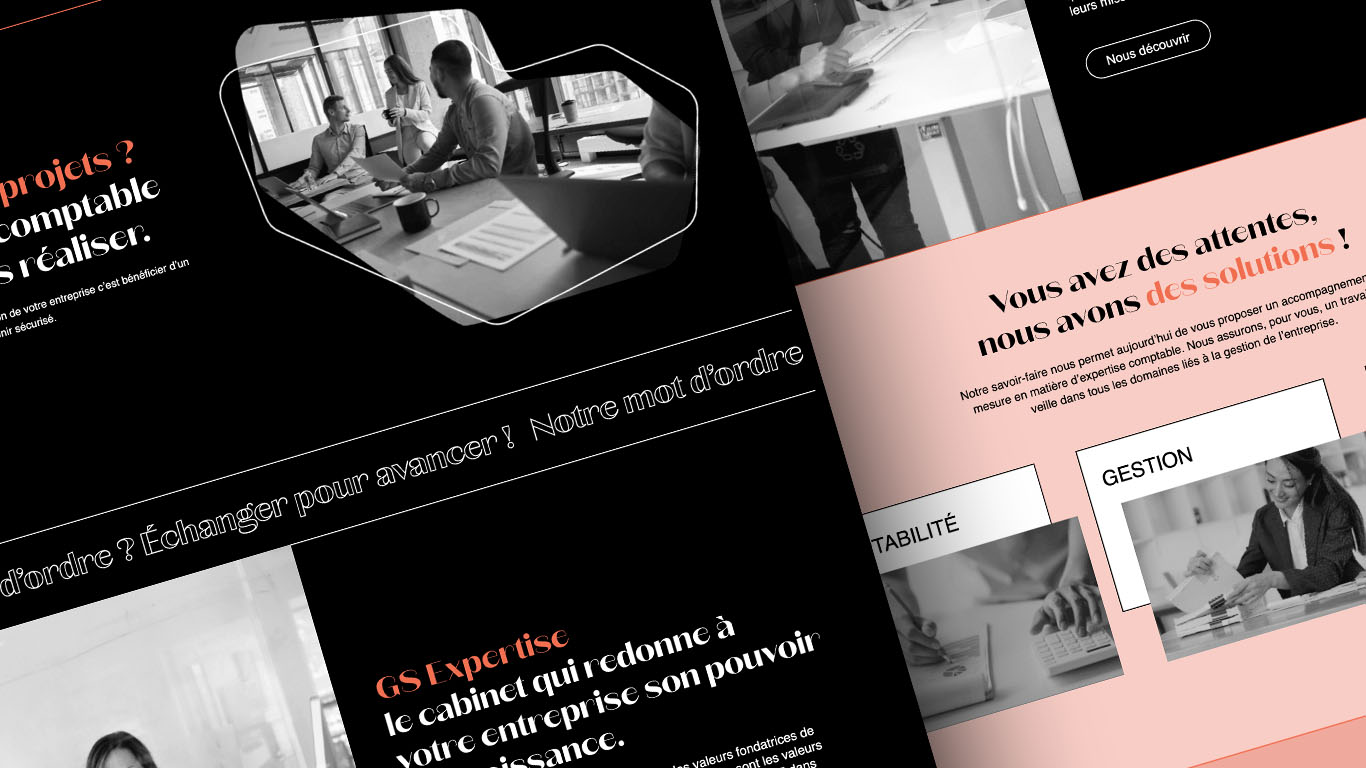 projets ?
comptable
s réaliser.
n de votre entreprise c'est bénéficier d'un
nir sécurisé.
d'ordre ? Échanger pour avancer ! Notre mot d'ordre
GS Expertise
le cabinet qui redonne à
votre entreprise son pouvoir
issance.
les valeurs fondatrices de
sont les valeurs
dans
leurs
Nous découvrir
Vous avez des attentes,
nous avons des solutions !
Notre savoir-faire nous permet aujourd'hui de vous proposer un accompagnemen
mesure en matière d'expertise comptable. Nous assurons, pour vous, un travai
veille dans tous les domaines liés à la gestion de l'entreprise.
TABILITÉ
GESTION